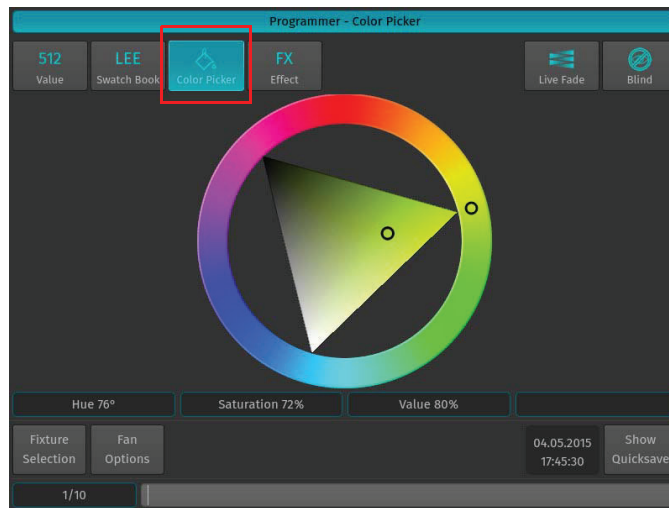 Programmer - Color Picker
512
Value
LEE
Swatch Book
Color Picker
FX
Effect
Live Fade
Blind
Hue 76°
Saturation 72%
Value 80%
Fixture
Selection
Fan
Options
04.05.2015
17:45:30
Show
Quicksave
1/10